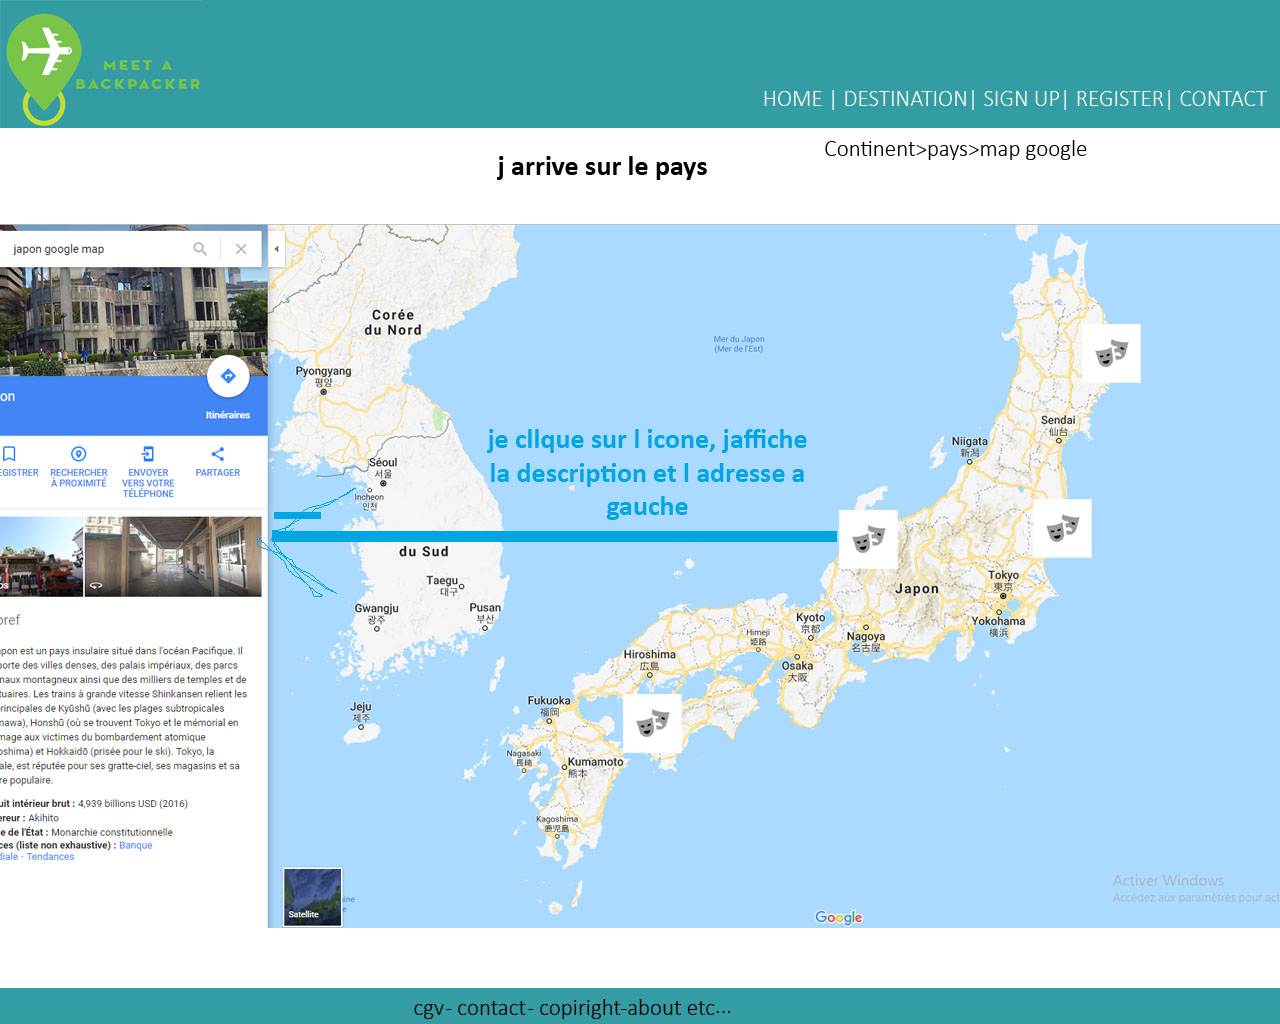 MEET A
BACKPACKER
HOME | DESTINATION| SIGN UP| REGISTER| CONTACT
Continent>pays>map google
j arrive sur le pays
japon google map
on
Itinéraires
EGISTRER
RECHERCHER
À PROXIMITÉ
ENVOYER
VERS VOTRE
TÉLÉPHONE
PARTAGER
os
bref
apon est un pays insulaire situé dans l'océan Pacifique. Il
porte des villes denses, des palais impériaux, des parcs
naux montagneux ainsi que des milliers de temples et de
tuaires. Les trains à grande vitesse Shinkansen relient les
principales de Kyūshū (avec les plages subtropicales
nawa), Honshū (où se trouvent Tokyo et le mémorial en
mage aux victimes du bombardement atomique
oshima) et Hokkaidō (prisée pour le ski). Tokyo, la
ale, est réputée pour ses gratte-ciel, ses magasins et sa
re populaire.
uit intérieur brut : 4,939 billions USD (2016)
ereur : Akihito
e de l'État : Monarchie constitutionnelle
ces (liste non exhaustive) : Banque
diale · Tendances
Corée
du Nord
Pyongyang
평양
Mer du Japon
(Mer de l'Est)
je cllque sur l icone, jaffiche
la description et l adresse a
gauche
Séoul
서울
Incheon
인천
du Sud
Taegu
대구
Gwangju
광주
Pusan
부산
Jeju
제주
Sendai
仙台
Niigata
新潟
Japon
Tokyo
東京
Yokohama
横浜
Nagoya
名古屋
Kyoto
京都
Himeji
姫路
Osaka
大阪
Hiroshima
広島
Fukuoka
福岡
Nagasaki
長崎
Kumamoto
熊本
Kagoshima
鹿児島
Satellite
ine
e
Google
Activer Windows
Accédez aux paramètres pour act
cgv- contact- copiright-about etc...